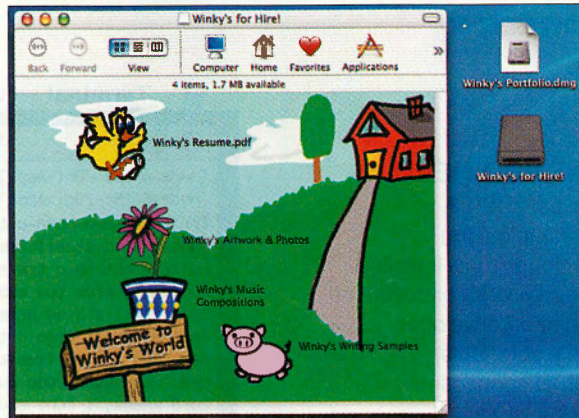 Winky's for Hire!
Back
Forward
View
Computer
Home
Favorites
Applications
»
4 items, 1.7 MB available
Winky's Resume.pdf
Winky's Artwork & Photos
Winky's Music
Compositions
Welcome to
Winky's World
Winky's Writing Samples
Winky's Portfolio.dmg
Winky's for Hire!